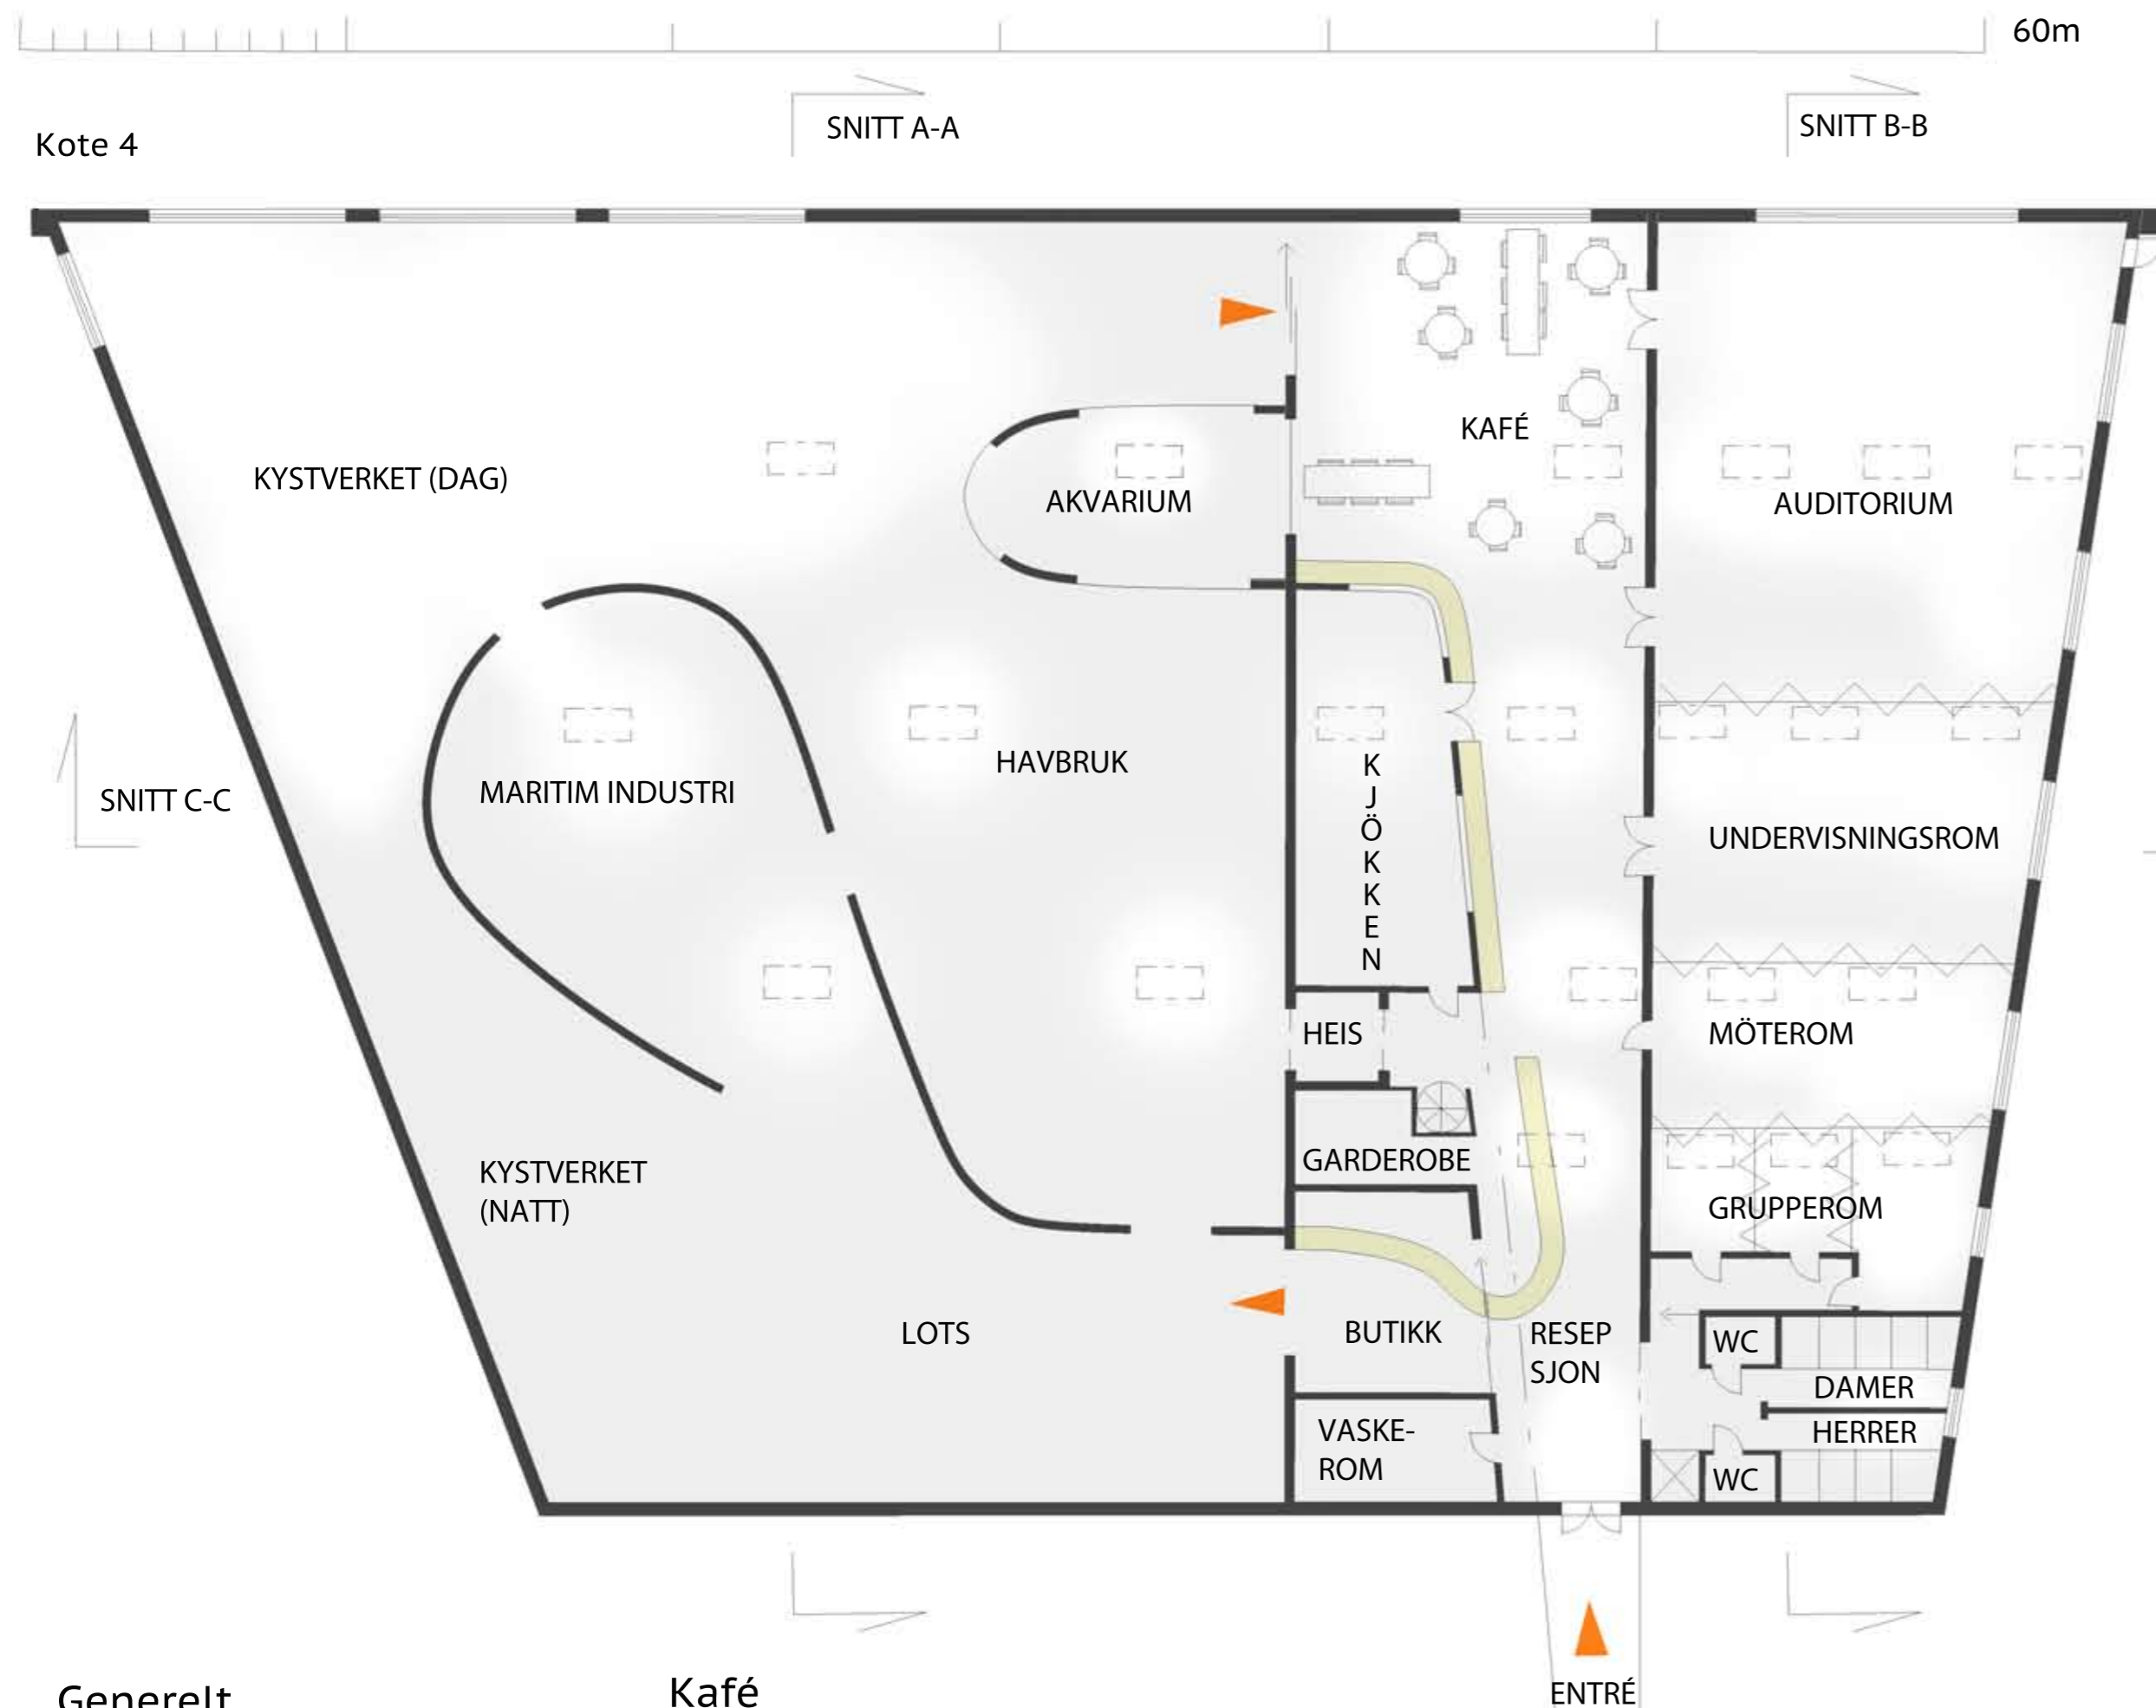 60m
SNITT A-A
SNITT B-B
Kote 4
KAFÉ
KYSTVERKET (DAG)
AKVARIUM
AUDITORIUM
HAVBRUK
MARITIM INDUSTRI
SNITT C-C
K
J
Ö
K
K
E
N
UNDERVISNINGSROM
HEIS
MÖTEROM
GARDEROBE
KYSTVERKET
(NATT)
GRUPPEROM
LOTS
BUTIKK
RESEP
SJON
WC
DAMER
HERRER
VASKE-
ROM
WC
ENTRÉ
Generelt
Kafé